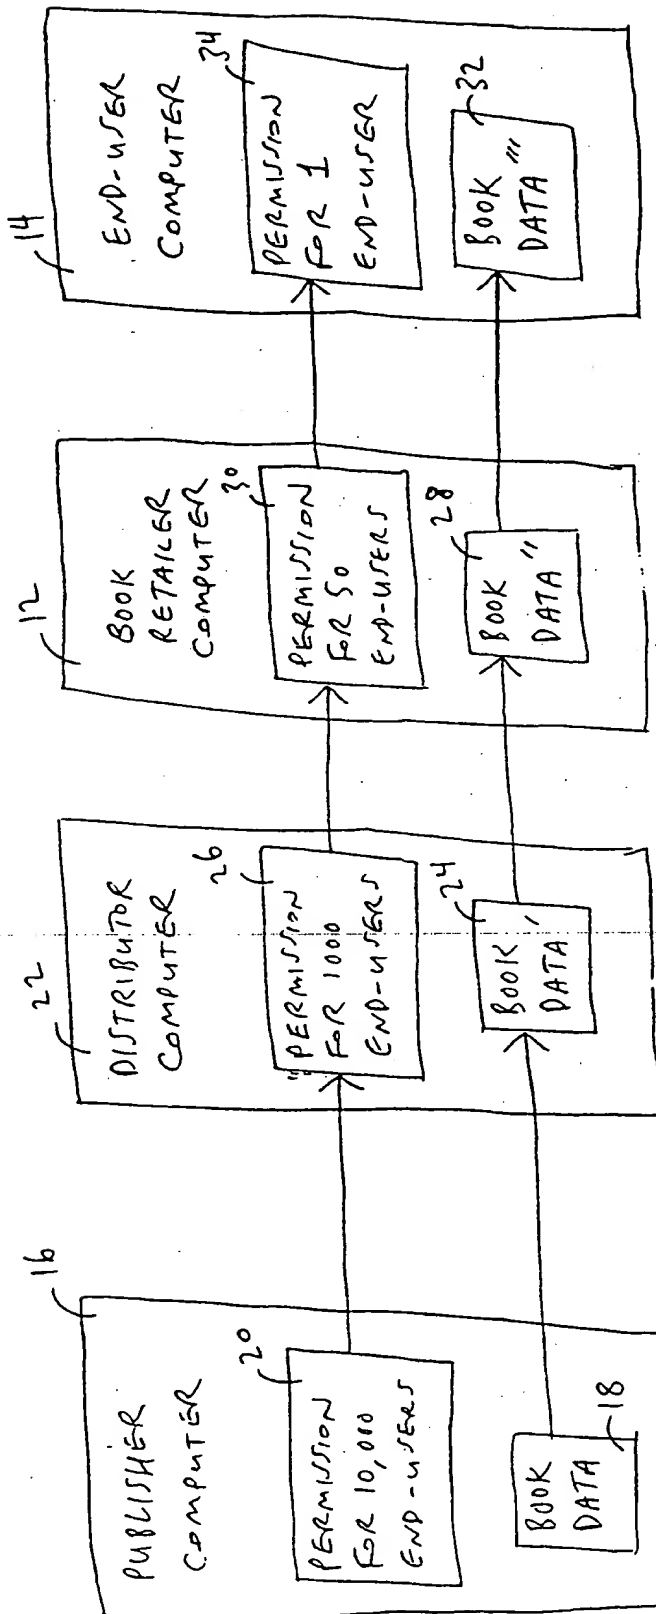 16
PUBLISHER
COMPUTER
20
PERMISSION
FOR 10,000
END-USERS
BOOK
DATA
18
22
DISTRIBUTOR
COMPUTER
26
"PERMISSION
FOR 1000
END-USERS
24
BOOK
DATA '
12
BOOK
RETAILER
COMPUTER
30
PERMISSION
FOR 50
END-USERS
28
BOOK
DATA "
14
END-USER
COMPUTER
34
PERMISSION
FOR 1
END-USER
32
BOOK
DATA '''